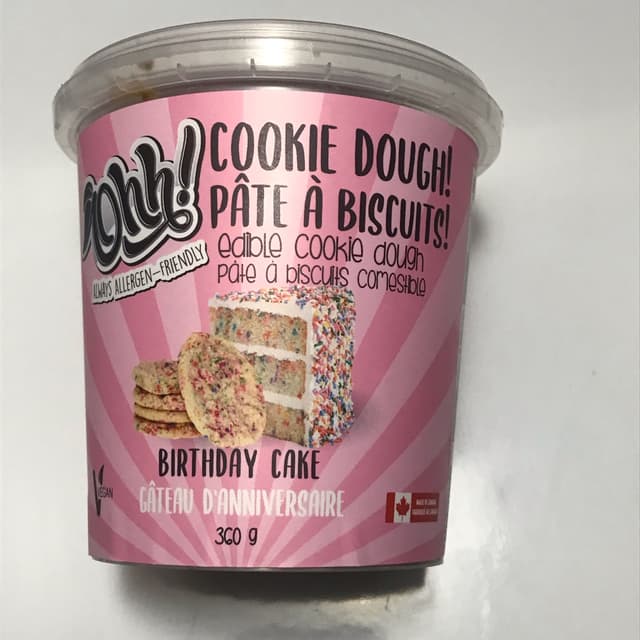 Ohh!
ALWAYS ALLERGEN-FRIENDLY
COOKIE DOUGH!
PÂTE À BISCUITS!
edible cookie dough
pâte à biscuits comestible
BIRTHDAY CAKE
GÂTEAU D'ANNIVERSAIRE
VEGAN
360 g